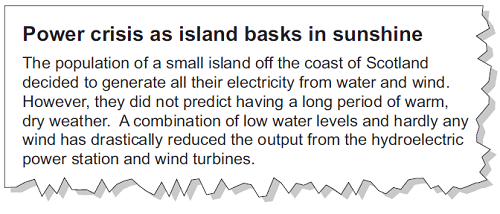 Power crisis as island basks in sunshine
The population of a small island off the coast of Scotland
decided to generate all their electricity from water and wind.
However, they did not predict having a long period of warm,
dry weather.  A combination of low water levels and hardly any
wind has drastically reduced the output from the hydroelectric
power station and wind turbines.